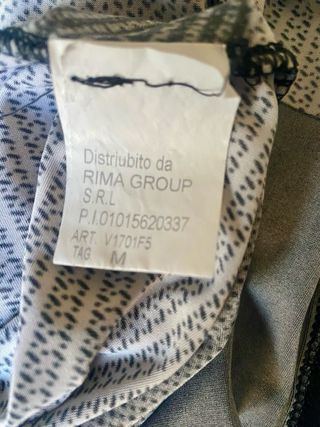 Distriubito da
RIMA GROUP
S.R.L
P.I.01015620337
ART. V1701F5
TAG. M